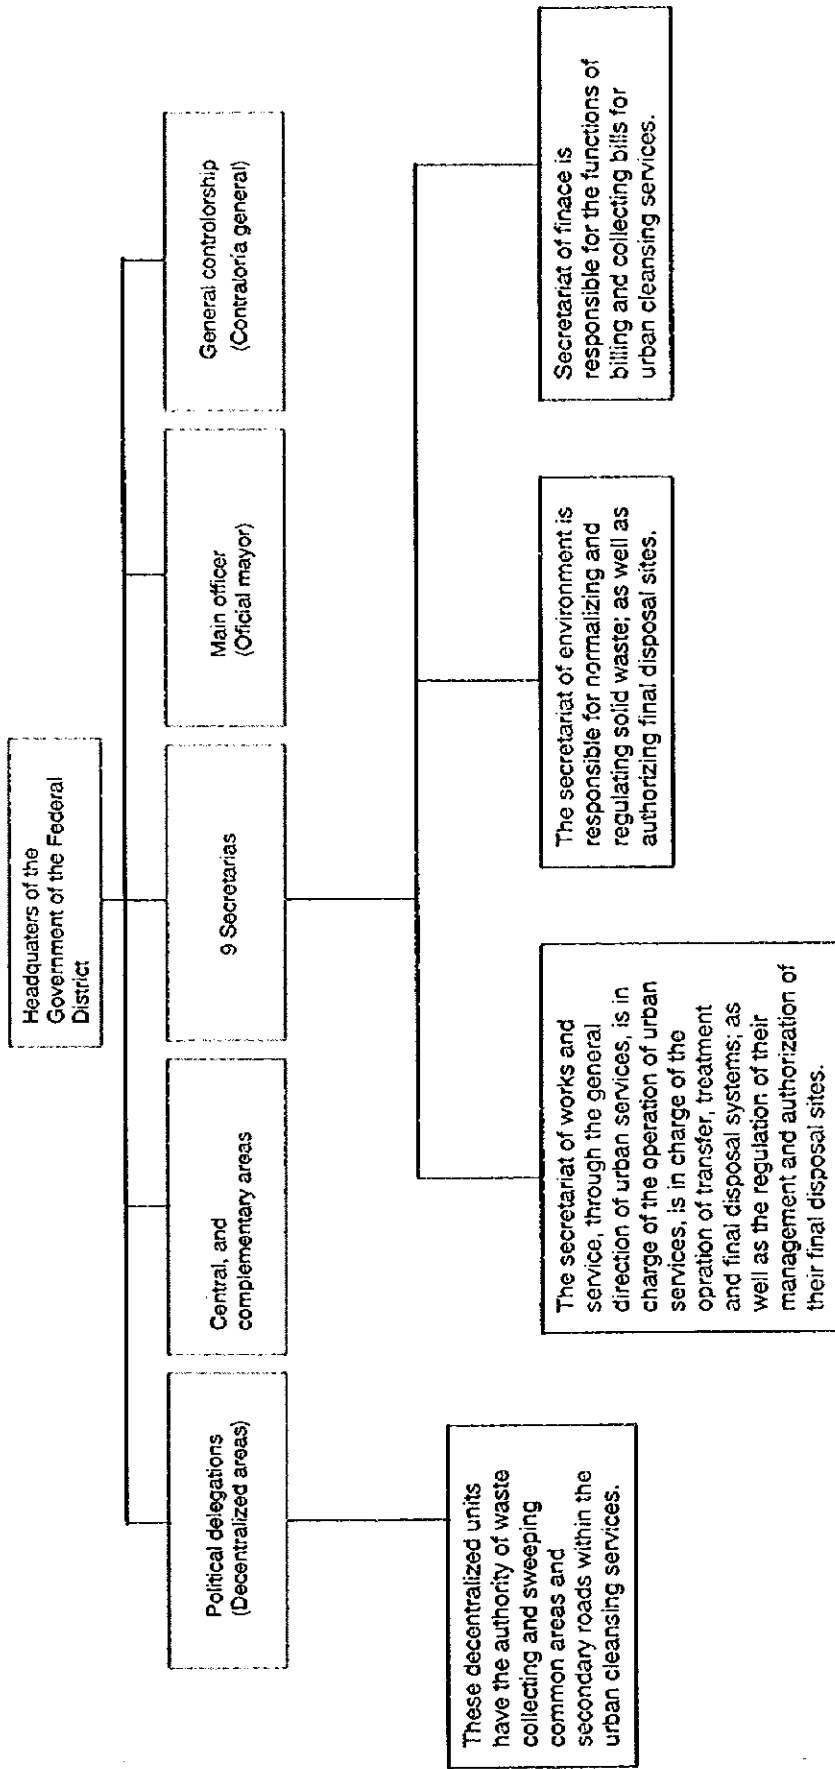 Headquaters of the
Government of the Federal
District
Political delegations
(Decentralized areas)
Central, and
complementary areas
9 Secretarias
Main officer
(Oficial mayor)
General controlorship
(Contraloría general)
These decentralized units
have the authority of waste
collecting and sweeping
common areas and
secondary roads within the
urban cleansing services.
The secretariat of works and
service, through the general
direction of urban services, is in
charge of the operation of urban
services, is in charge of the
opration of transfer, treatment
and final disposal systems; as
well as the regulation of their
management and authorization of
their final disposal sites.
The secretariat of environment is
responsible for normalizing and
regulating solid waste; as well as
authorizing final disposal sites.
Secretariat of finace is
responsible for the functions of
billing and collecting bills for
urban cleansing services.